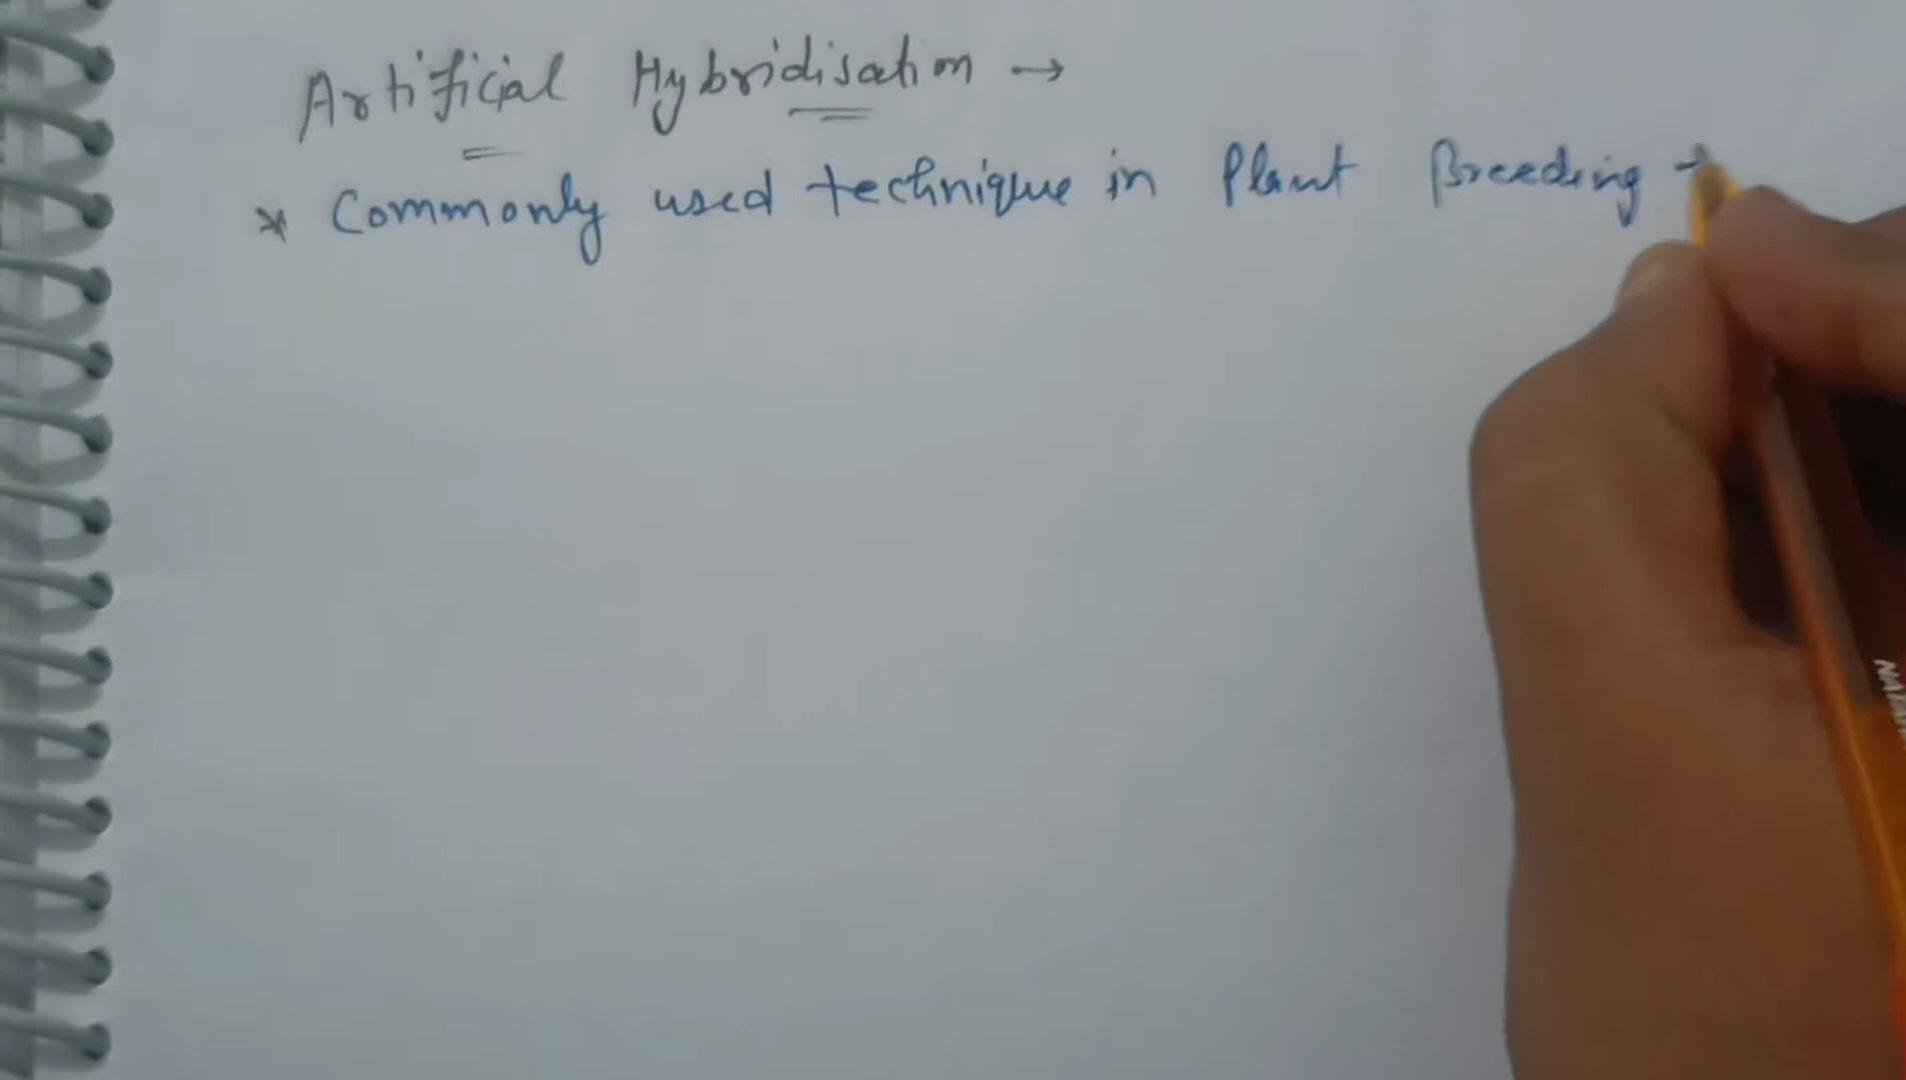 Artificial Hybridisation →
* Commonly used technique in Plant Breeding →